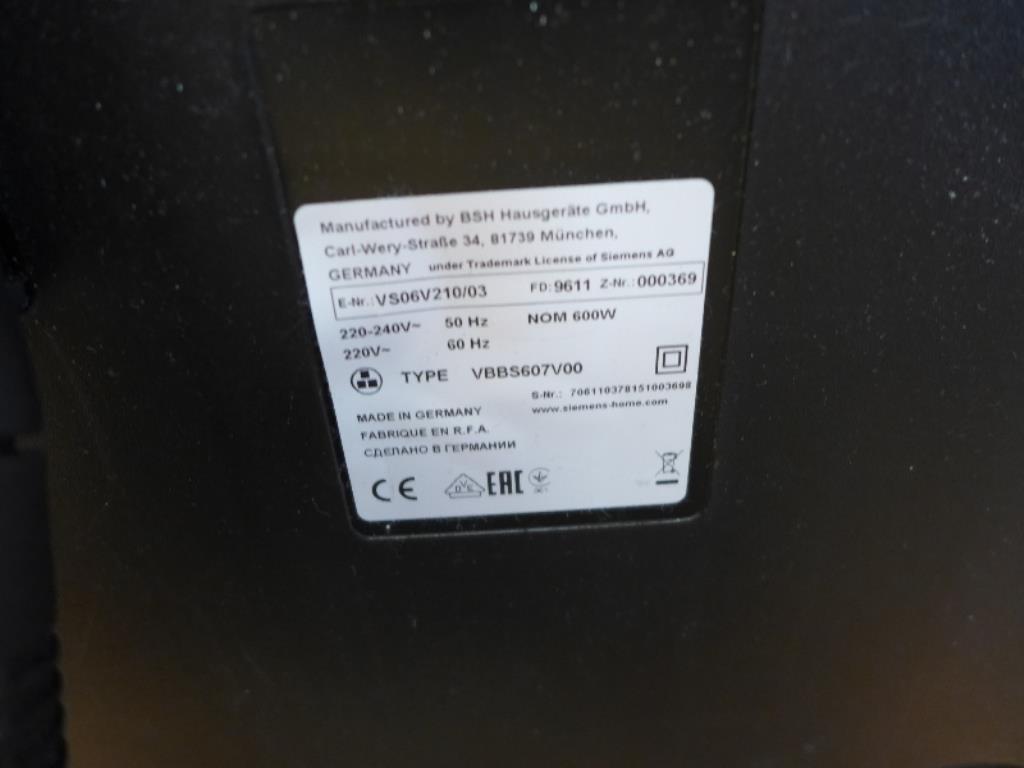 Manufactured by BSH Hausgeräte GmbH,
Carl-Wery-Straße 34, 81739 München,
GERMANY under Trademark License of Siemens AG
E-Nr.: VS06V210/03 FD: 9611 Z-Nr.: 000369
220-240V~ 50 Hz NOM 600W
220V~ 60 Hz
TYPE VBBS607V00
S-Nr.: 706110378151003698
www.siemens-home.com
MADE IN GERMANY
FABRIQUE EN R.F.A.
СДЕЛАНО В ГЕРМАНИИ
CE DVE EAC